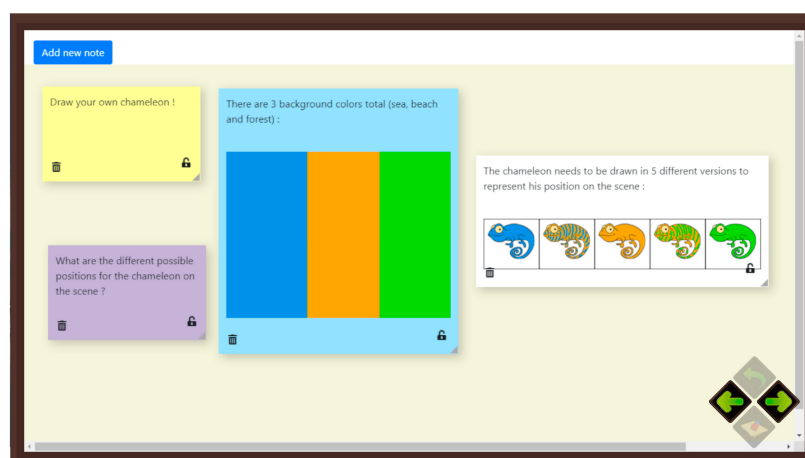 Add new note
Draw your own chameleon !
There are 3 background colors total (sea, beach
and forest) :
The chameleon needs to be drawn in 5 different versions to
represent his position on the scene :
What are the different possible
positions for the chameleon on
the scene ?